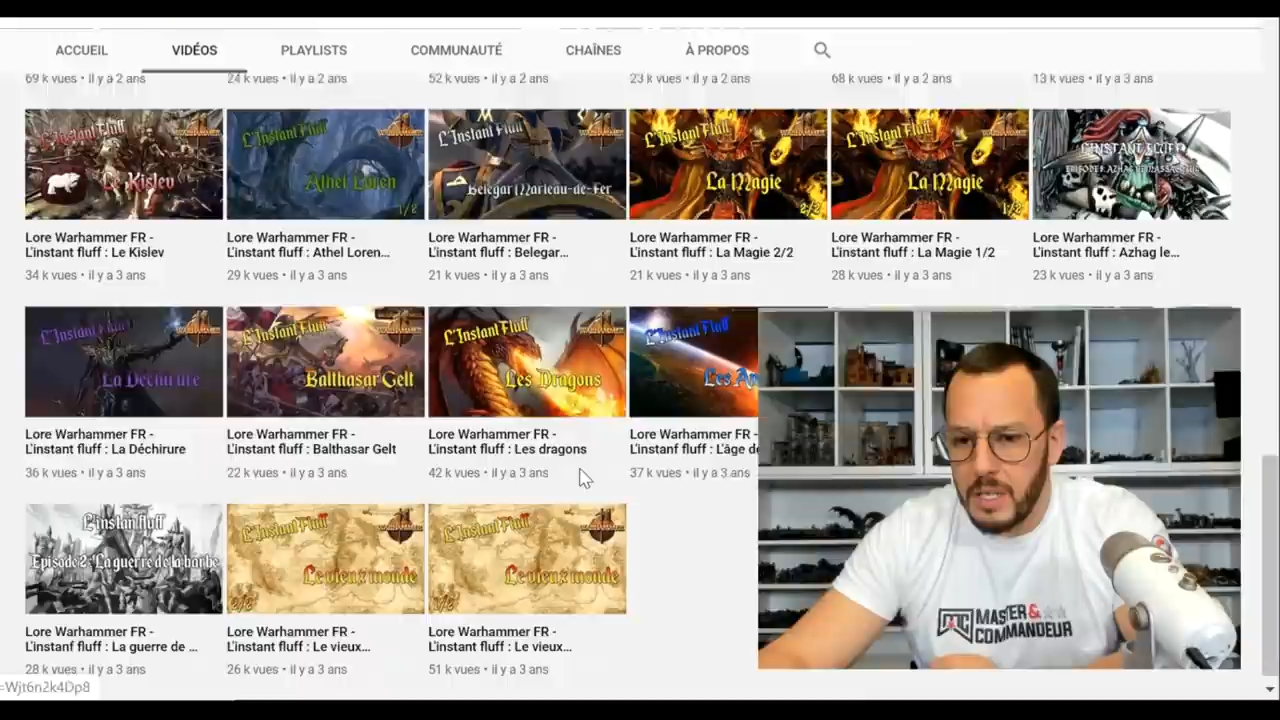 ACCUEIL VIDÉOS PLAYLISTS COMMUNAUTÉ CHAÎNES À PROPOS
69 k vues • il y a 2 ans 24 k vues • il y a 2 ans 52 k vues • il y a 2 ans 23 k vues • il y a 2 ans 68 k vues • il y a 2 ans 13 k vues • il y a 3 ans
L'Instant Fluff L'Instant Fluff L'Instant Fluff L'Instant Fluff L'Instant Fluff L'INSTANT FLUFF
Le Kislev Athel Loren Belegar Marteau-de-Fer La Magie La Magie
1/2 2/2 1/2
Lore Warhammer FR - Lore Warhammer FR - Lore Warhammer FR - Lore Warhammer FR - Lore Warhammer FR - Lore Warhammer FR -
L'instant fluff : Le Kislev L'instant fluff : Athel Loren... L'instant fluff : Belegar... L'instant fluff : La Magie 2/2 L'instant fluff : La Magie 1/2 L'instant fluff : Azhag le...
34 k vues • il y a 3 ans 29 k vues • il y a 3 ans 21 k vues • il y a 3 ans 21 k vues • il y a 3 ans 28 k vues • il y a 3 ans 23 k vues • il y a 3 ans
L'Instant Fluff L'Instant Fluff L'Instant Fluff L'Instant Fluff
La Déchirure Balthasar Gelt Les Dragons Les
Lore Warhammer FR - Lore Warhammer FR - Lore Warhammer FR - Lore Warhammer FR -
L'instant fluff : La Déchirure L'instant fluff : Balthasar Gelt L'instant fluff : Les dragons L'instant fluff : L'âge
36 k vues • il y a 3 ans 22 k vues • il y a 3 ans 42 k vues • il y a 3 ans 37 k vues • il y a 3 ans
L'instan fluff L'Instant Fluff L'Instant Fluff
Episode 2: La guerre de la barbe Le vieux monde Le vieux monde
2/2 1/2
Lore Warhammer FR - Lore Warhammer FR - Lore Warhammer FR -
L'instant fluff : La guerre de ... L'instant fluff : Le vieux... L'instant fluff : Le vieux...
28 k vues • il y a 3 ans 26 k vues • il y a 3 ans 51 k vues • il y a 3 ans
=Wjt6n2k4Dp8
MASTER &
COMMANDEUR